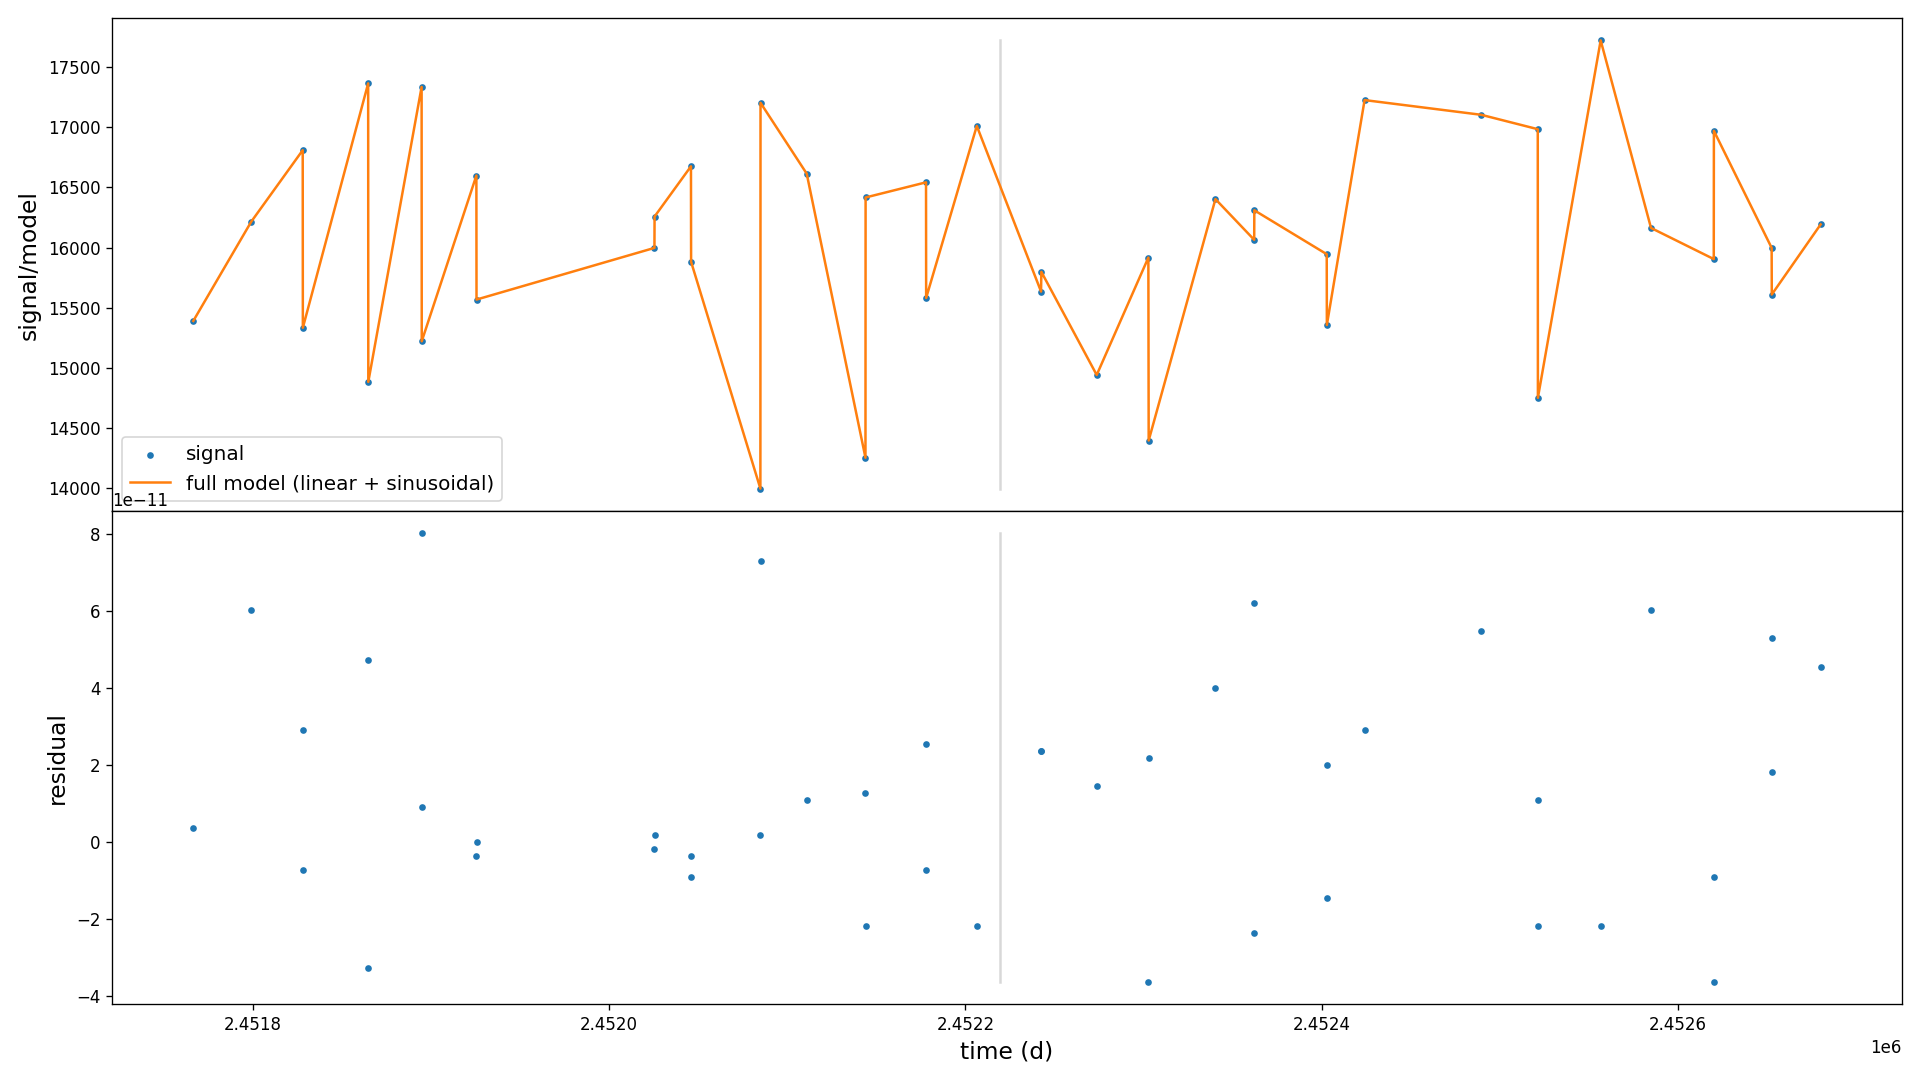 signal/model
17500
17000
16500
16000
15500
15000
14500
14000
signal
full model (linear + sinusoidal)
1e−11
residual
8
6
4
2
0
−2
−4
2.4518
2.4520
2.4522
2.4524
2.4526
time (d)
1e6